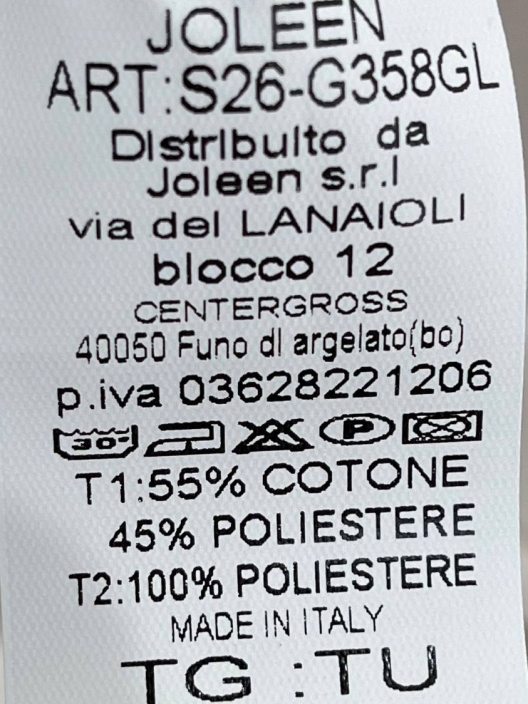 JOLEEN
ART:S26-G358GL
Distribuito da
Joleen s.r.l
via del LANAIOLI
blocco 12
CENTERGROSS
40050 Funo di argelato(bo)
p.iva 03628221206
30° P
T1:55% COTONE
45% POLIESTERE
T2:100% POLIESTERE
MADE IN ITALY
TG :TU